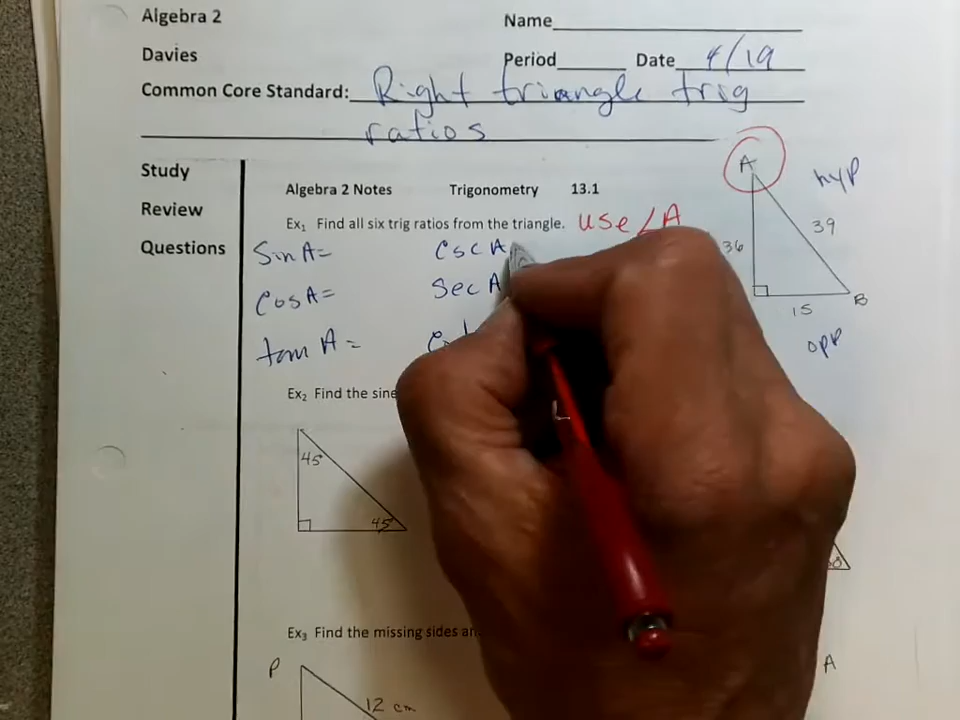 Algebra 2
Name
Davies
Period Date 4/19
Common Core Standard: Right triangle trig
ratios
Study
Review
Questions
Algebra 2 Notes Trigonometry 13.1
Ex1 Find all six trig ratios from the triangle. use ∠A
sin A=
csc A
cos A=
sec A
tan A=
A
hyp
39
36
15
B
opp
Ex2 Find the sine
45°
45°
Ex3 Find the missing sides an
P
12 cm
A